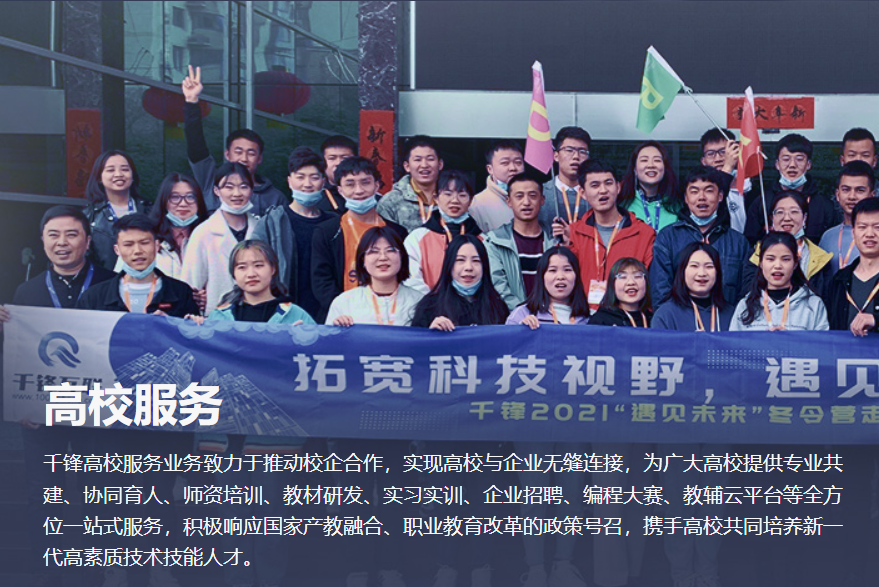 新年大吉
新春
千锋互联
拓宽科技视野，遇见
千锋2021“遇见未来”冬令营走
高校服务
千锋高校服务业务致力于推动校企合作，实现高校与企业无缝连接，为广大高校提供专业共
建、协同育人、师资培训、教材研发、实习实训、企业招聘、编程大赛、教辅云平台等全方
位一站式服务，积极响应国家产教融合、职业教育改革的政策号召，携手高校共同培养新一
代高素质技术技能人才。